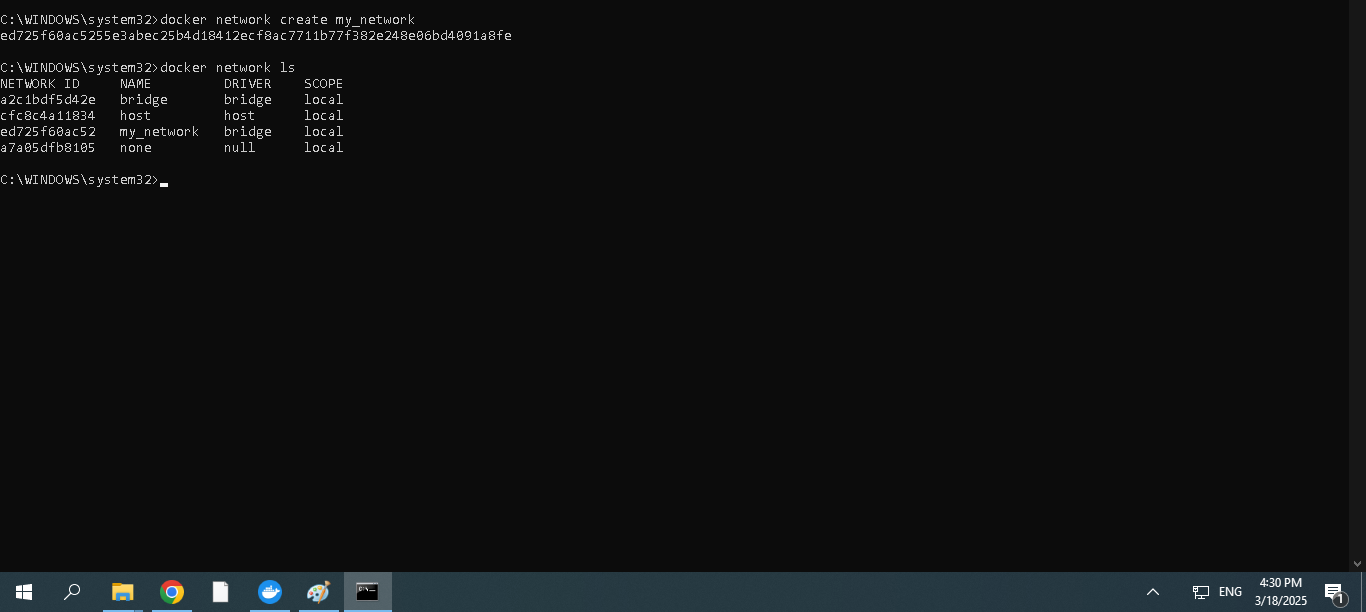 C:\WINDOWS\system32>docker network create my_network
ed725f60ac5255e3abec25b4d18412ecf8ac7711b77f382e248e06bd4091a8fe
C:\WINDOWS\system32>docker network ls
NETWORK ID     NAME         DRIVER    SCOPE
a2c1bdf5d42e   bridge       bridge    local
cfc8c4a11834   host         host      local
ed725f60ac52   my_network   bridge    local
a7a05dfb8105   none         null      local
C:\WINDOWS\system32>
ENG
4:30 PM
3/18/2025
1